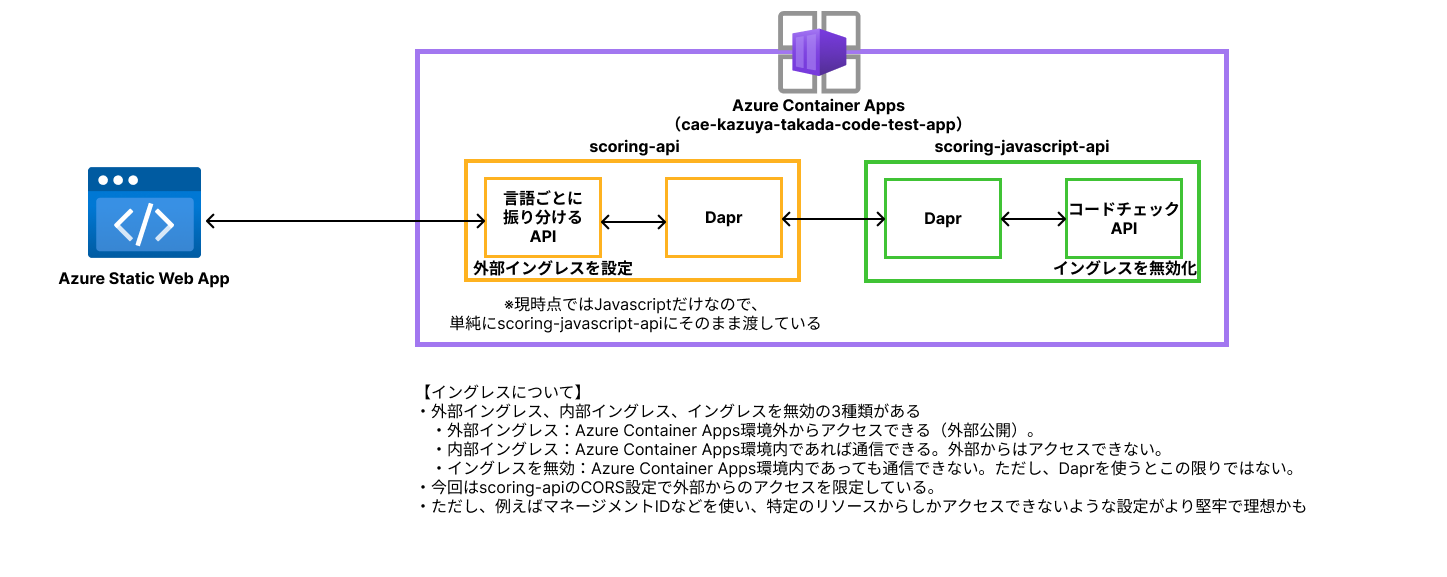 Azure Container Apps
（cae-kazuya-takada-code-test-app）
scoring-api
scoring-javascript-api
言語ごとに
振り分ける
API
Dapr
Dapr
コードチェック
API
外部イングレスを設定
イングレスを無効化
Azure Static Web App
※現時点ではJavascriptだけなので、
単純にscoring-javascript-apiにそのまま渡している
【イングレスについて】
・外部イングレス、内部イングレス、イングレスを無効の3種類がある
・外部イングレス：Azure Container Apps環境外からアクセスできる（外部公開）。
・内部イングレス：Azure Container Apps環境内であれば通信できる。外部からはアクセスできない。
・イングレスを無効：Azure Container Apps環境内であっても通信できない。ただし、Daprを使うとこの限りではない。
・今回はscoring-apiのCORS設定で外部からのアクセスを限定している。
・ただし、例えばマネージメントIDなどを使い、特定のリソースからしかアクセスできないような設定がより堅牢で理想かも